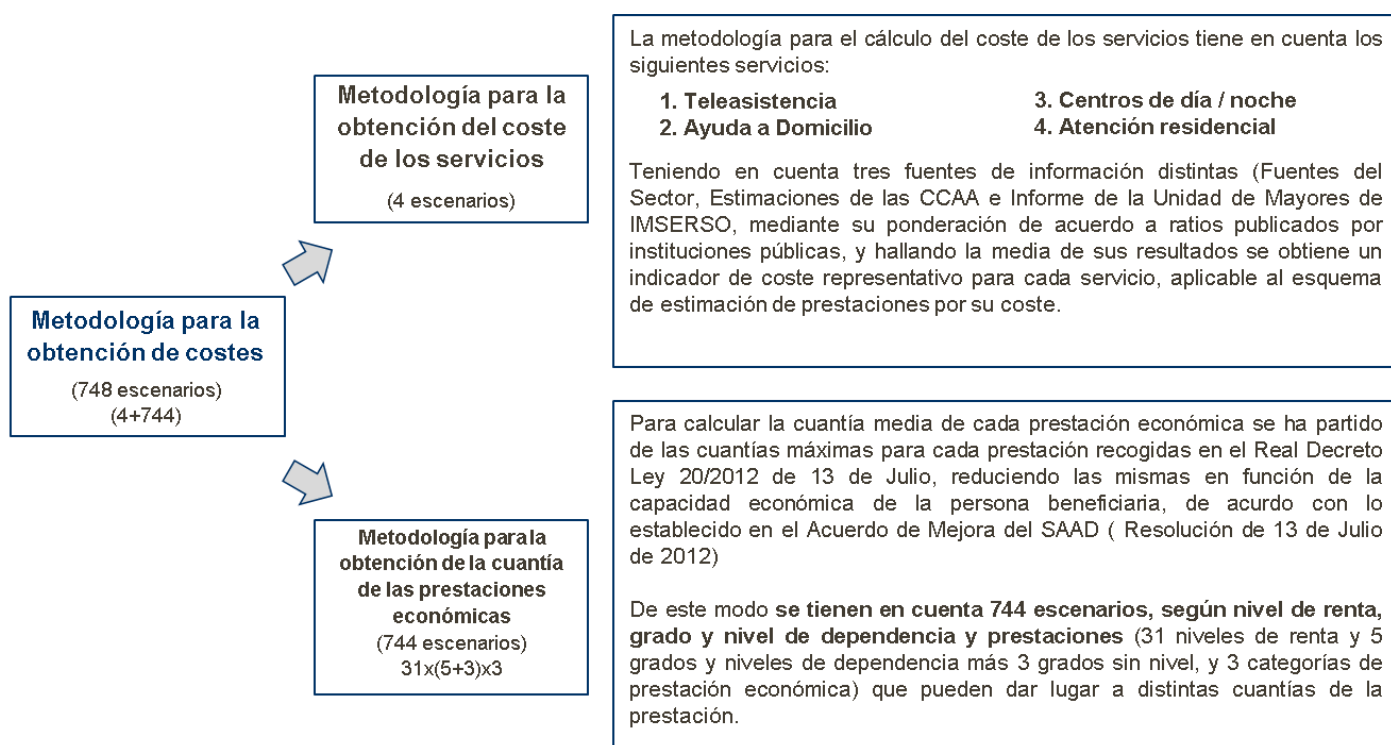 Metodología para la
obtención de costes
(748 escenarios)
(4+744)
Metodología para la
obtención del coste
de los servicios
(4 escenarios)
La metodología para el cálculo del coste de los servicios tiene en cuenta los
siguientes servicios:
1. Teleasistencia
2. Ayuda a Domicilio
3. Centros de día / noche
4. Atención residencial
Teniendo en cuenta tres fuentes de información distintas (Fuentes del
Sector, Estimaciones de las CCAA e Informe de la Unidad de Mayores de
IMSERSO, mediante su ponderación de acuerdo a ratios publicados por
instituciones públicas, y hallando la media de sus resultados se obtiene un
indicador de coste representativo para cada servicio, aplicable al esquema
de estimación de prestaciones por su coste.
Metodología para la
obtención de la cuantía
de las prestaciones
económicas
(744 escenarios)
31x(5+3)x3
Para calcular la cuantía media de cada prestación económica se ha partido
de las cuantías máximas para cada prestación recogidas en el Real Decreto
Ley 20/2012 de 13 de Julio, reduciendo las mismas en función de la
capacidad económica de la persona beneficiaria, de acurdo con lo
establecido en el Acuerdo de Mejora del SAAD ( Resolución de 13 de Julio
de 2012)
De este modo se tienen en cuenta 744 escenarios, según nivel de renta,
grado y nivel de dependencia y prestaciones (31 niveles de renta y 5
grados y niveles de dependencia más 3 grados sin nivel, y 3 categorías de
prestación económica) que pueden dar lugar a distintas cuantías de la
prestación.